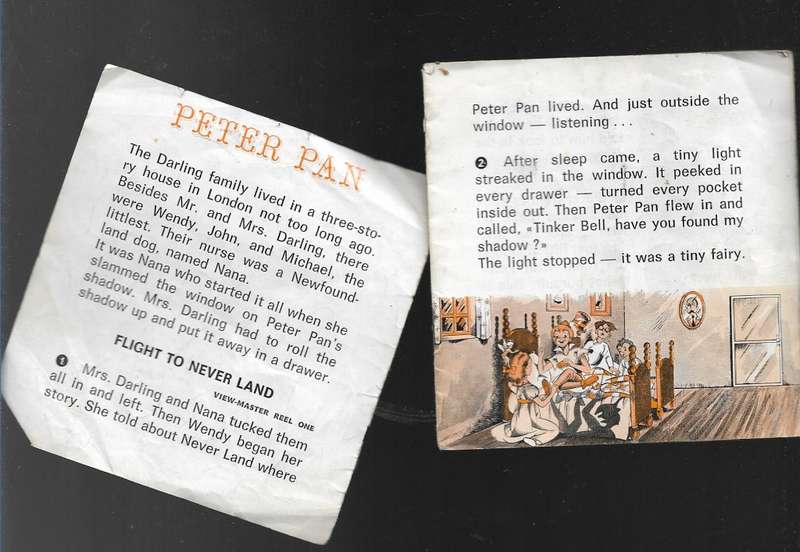 PETER PAN
The Darling family lived in a three-sto-
ry house in London not too long ago.
Besides Mr. and Mrs. Darling, there
were Wendy, John, and Michael, the
littlest. Their nurse was a Newfound-
land dog, named Nana.
It was Nana who started it all when she
slammed the window on Peter Pan's
shadow. Mrs. Darling had to roll the
shadow up and put it away in a drawer.
FLIGHT TO NEVER LAND
VIEW-MASTER REEL ONE
1 Mrs. Darling and Nana tucked them
all in and left. Then Wendy began her
story. She told about Never Land where
Peter Pan lived. And just outside the
window — listening . . .
2 After sleep came, a tiny light
streaked in the window. It peeked in
every drawer — turned every pocket
inside out. Then Peter Pan flew in and
called, «Tinker Bell, have you found my
shadow ?»
The light stopped — it was a tiny fairy.